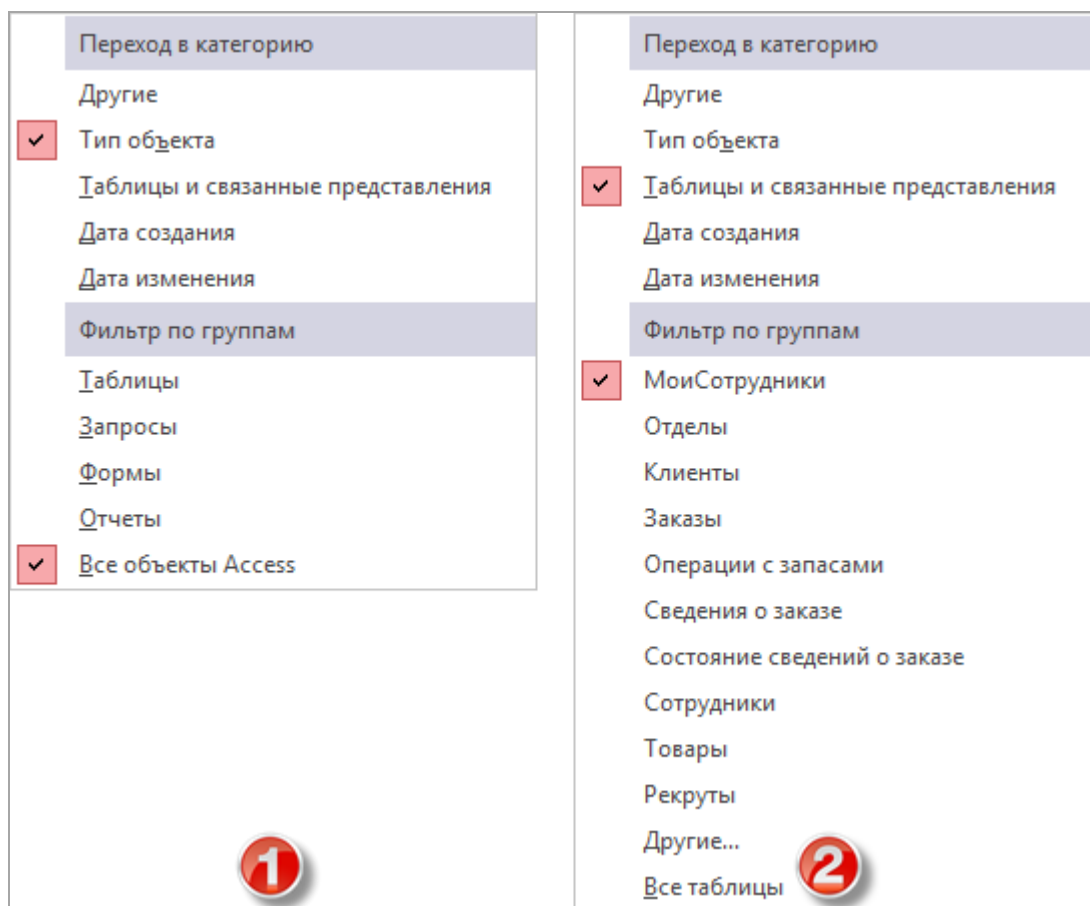 Переход в категорию
Другие
Тип объекта
Таблицы и связанные представления
Дата создания
Дата изменения
Фильтр по группам
Таблицы
Запросы
Формы
Отчеты
Все объекты Access
1
Переход в категорию
Другие
Тип объекта
Таблицы и связанные представления
Дата создания
Дата изменения
Фильтр по группам
МоиСотрудники
Отделы
Клиенты
Заказы
Операции с запасами
Сведения о заказе
Состояние сведений о заказе
Сотрудники
Товары
Рекруты
Другие...
Все таблицы
2